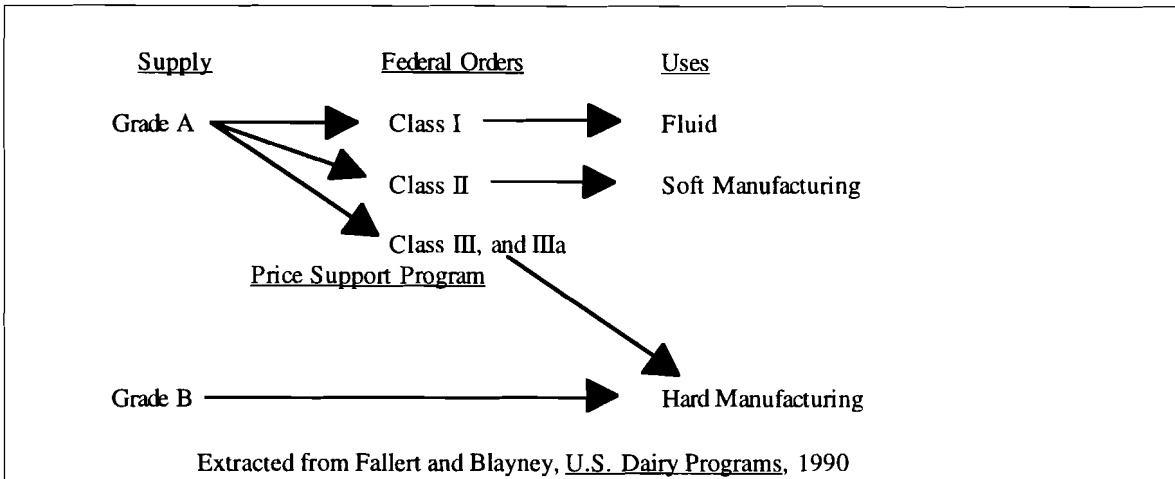 Supply Federal Orders Uses
Grade A Class I Fluid
Class II Soft Manufacturing
Class III, and IIIa
Price Support Program
Grade B Hard Manufacturing
Extracted from Fallert and Blayney, U.S. Dairy Programs, 1990